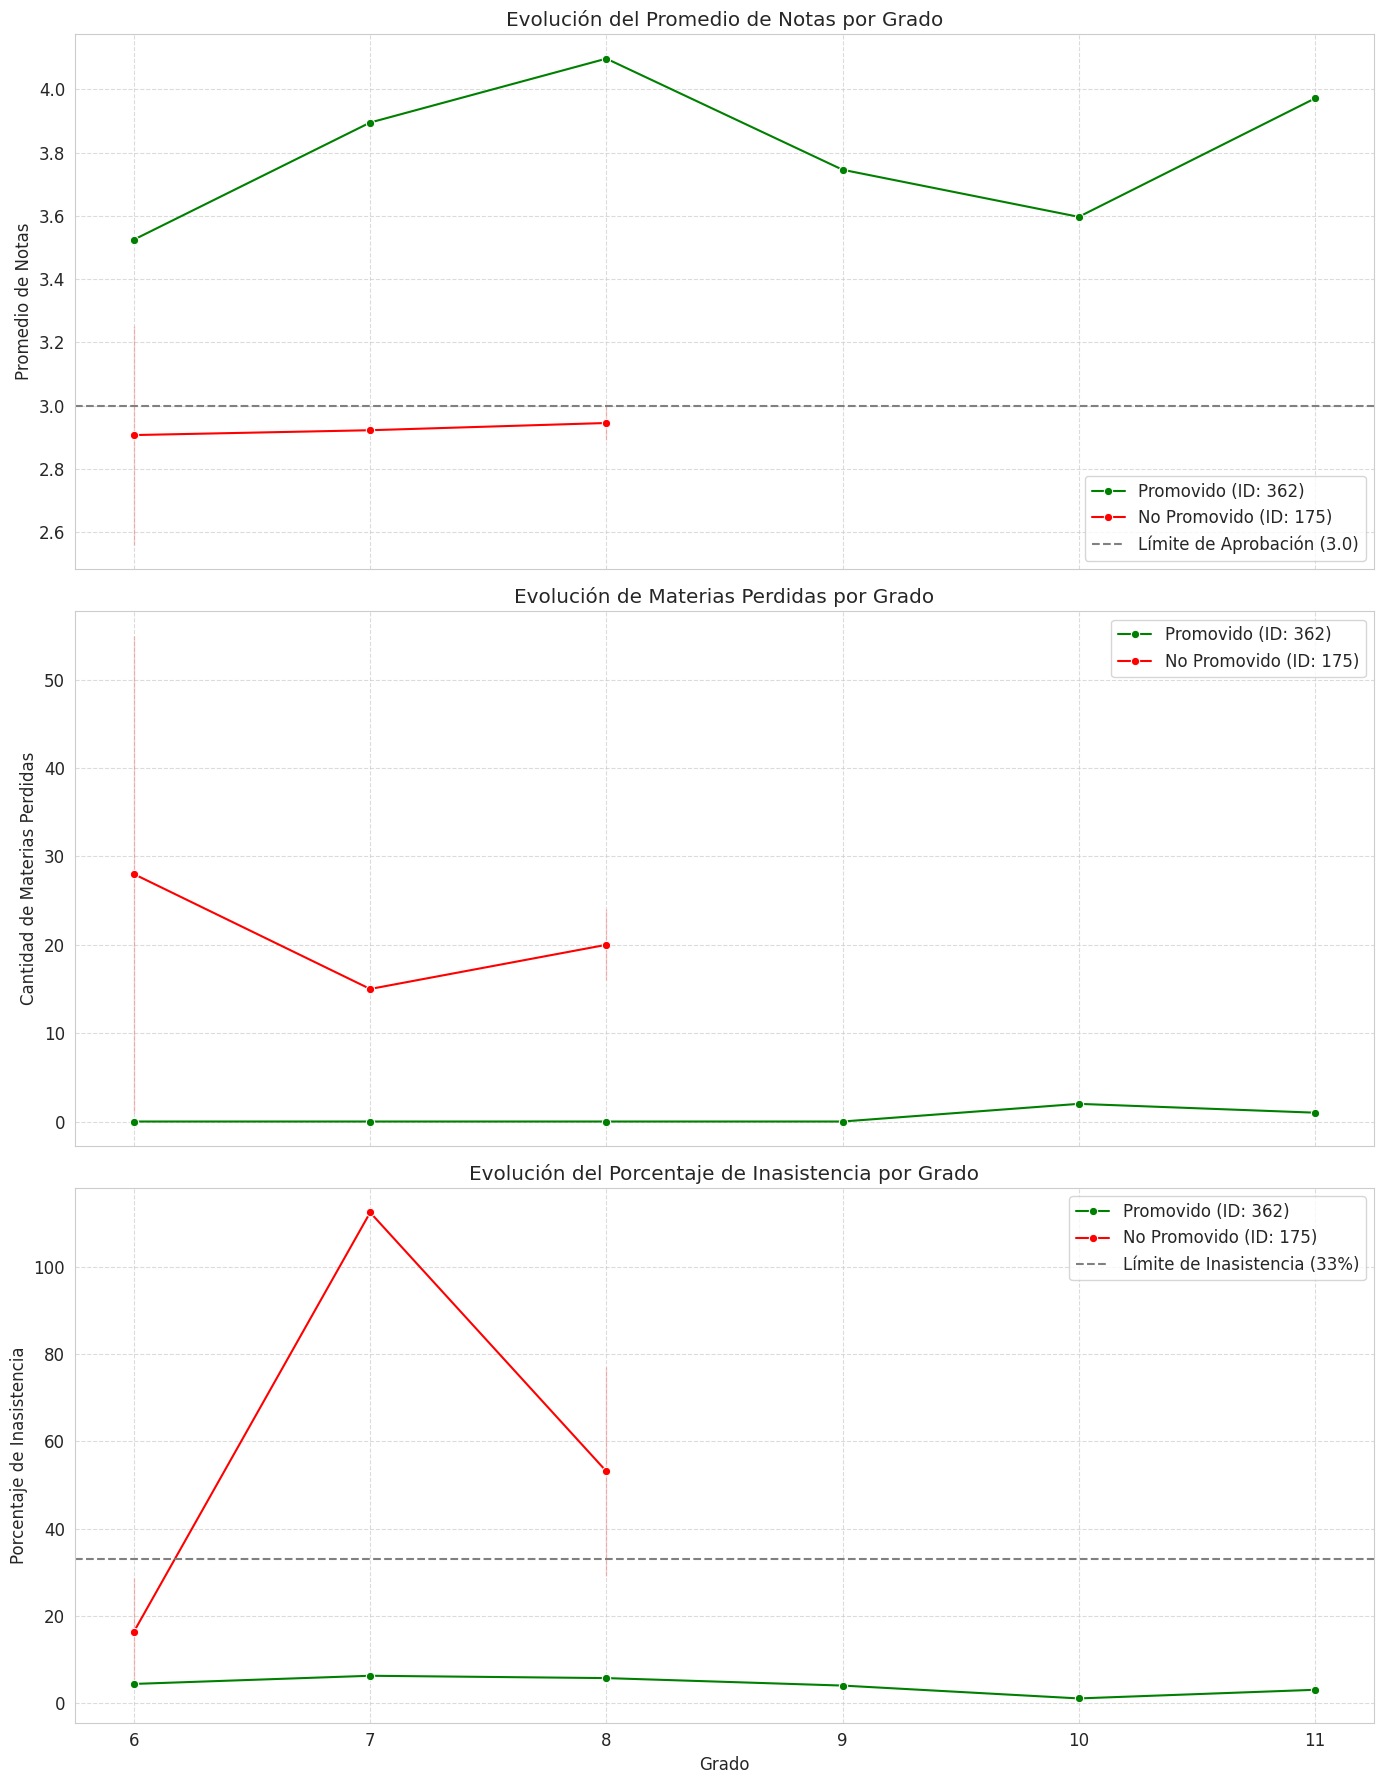 Evolución del Promedio de Notas por Grado
Promedio de Notas
4.0
3.8
3.6
3.4
3.2
3.0
2.8
2.6
Promovido (ID: 362)
No Promovido (ID: 175)
Límite de Aprobación (3.0)
Evolución de Materias Perdidas por Grado
Cantidad de Materias Perdidas
50
40
30
20
10
0
Promovido (ID: 362)
No Promovido (ID: 175)
Evolución del Porcentaje de Inasistencia por Grado
Porcentaje de Inasistencia
100
80
60
40
20
0
Promovido (ID: 362)
No Promovido (ID: 175)
Límite de Inasistencia (33%)
6 7 8 9 10 11
Grado